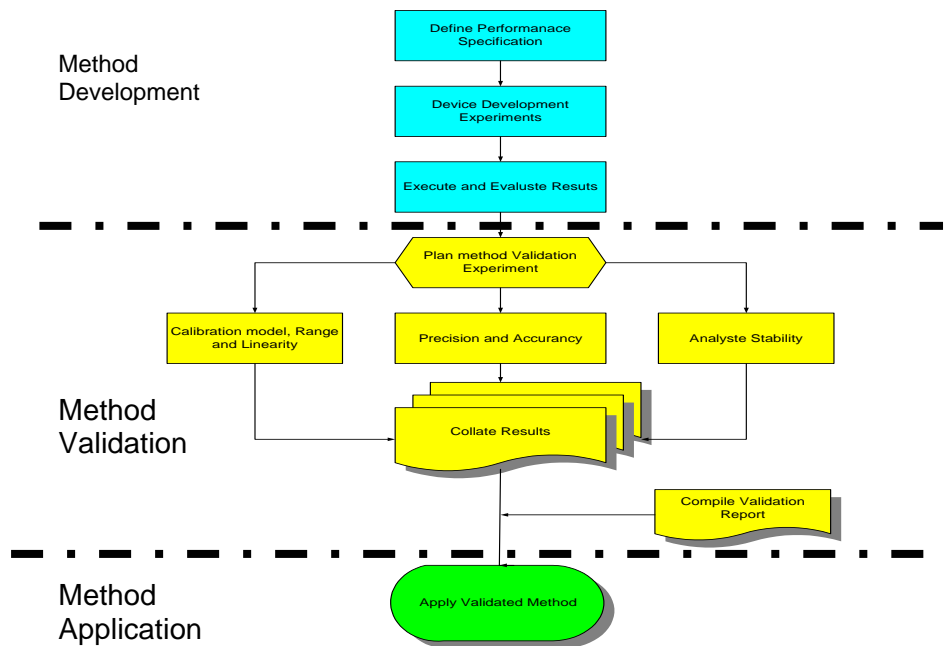 Define Performanace
Specification
Method
Development
Device Development
Experiments
Execute and Evaluste Resuts
Plan method Validation
Experiment
Calibration model, Range
and Linearity
Precision and Accurancy
Analyste Stability
Method
Validation
Collate Results
Compile Validation
Report
Method
Application
Apply Validated Method